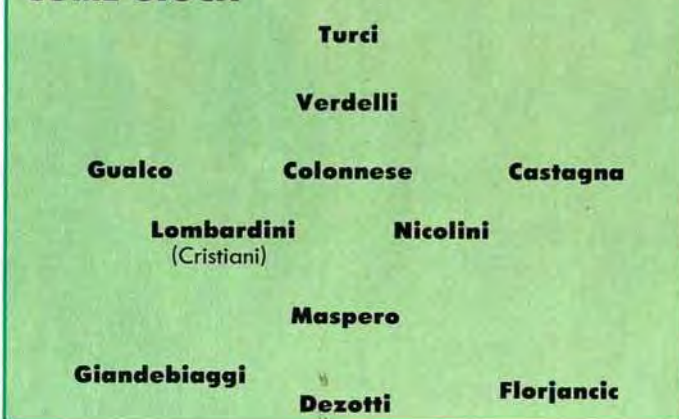 Turci
Verdelli
Gualco Colonnese Castagna
Lombardini Nicolini
(Cristiani)
Maspero
Giandebiaggi Florjancic
Dezotti